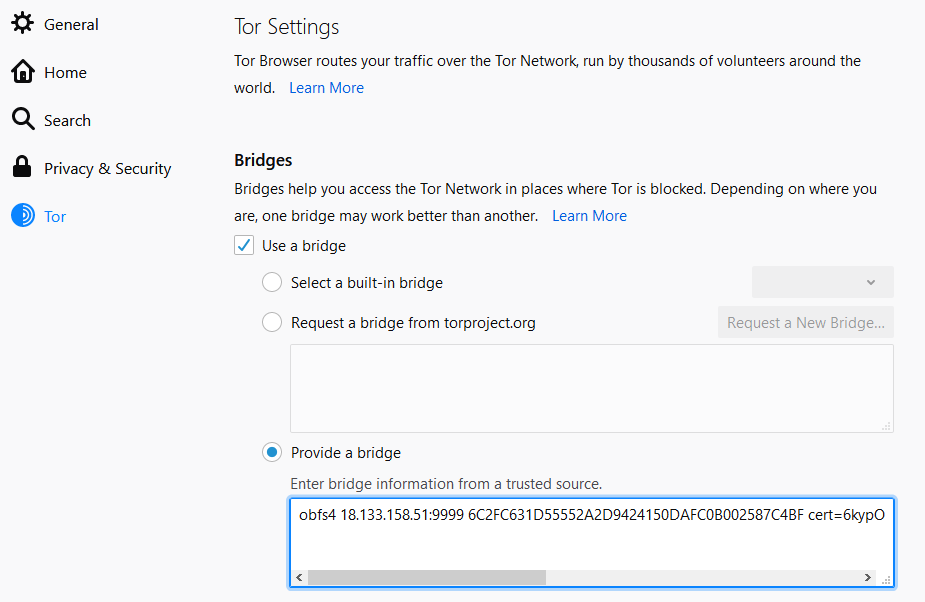 General
Home
Search
Privacy & Security
Tor
Tor Settings
Tor Browser routes your traffic over the Tor Network, run by thousands of volunteers around the
world. Learn More
Bridges
Bridges help you access the Tor Network in places where Tor is blocked. Depending on where you
are, one bridge may work better than another. Learn More
Use a bridge
Select a built-in bridge
Request a bridge from torproject.org Request a New Bridge...
Provide a bridge
Enter bridge information from a trusted source.
obfs4 18.133.158.51:9999 6C2FC631D55552A2D9424150DAFC0B002587C4BF cert=6kypO